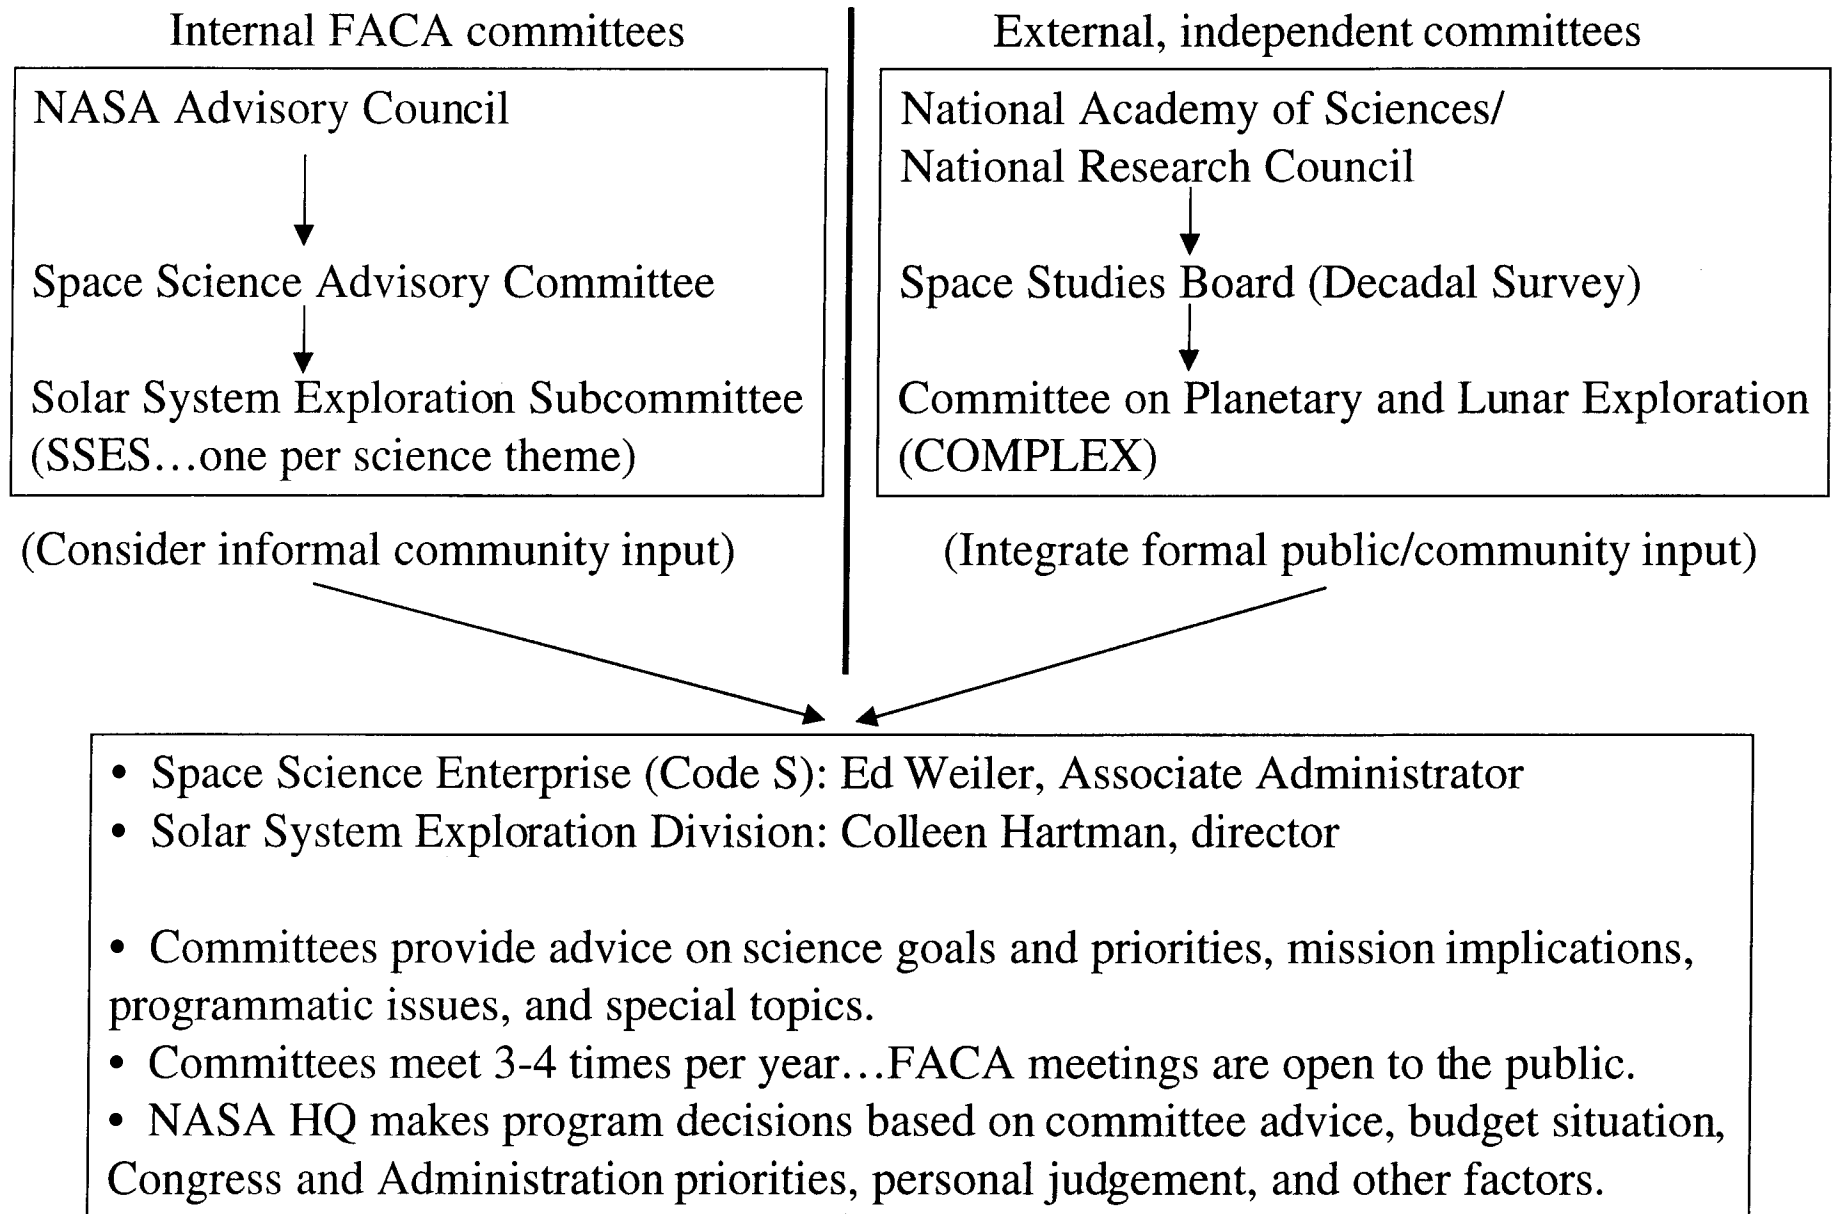 Internal FACA committees
NASA Advisory Council
Space Science Advisory Committee
Solar System Exploration Subcommittee
(SSES…one per science theme)
(Consider informal community input)
External, independent committees
National Academy of Sciences/
National Research Council
Space Studies Board (Decadal Survey)
Committee on Planetary and Lunar Exploration
(COMPLEX)
(Integrate formal public/community input)
• Space Science Enterprise (Code S): Ed Weiler, Associate Administrator
• Solar System Exploration Division: Colleen Hartman, director
• Committees provide advice on science goals and priorities, mission implications,
programmatic issues, and special topics.
• Committees meet 3-4 times per year…FACA meetings are open to the public.
• NASA HQ makes program decisions based on committee advice, budget situation,
Congress and Administration priorities, personal judgement, and other factors.